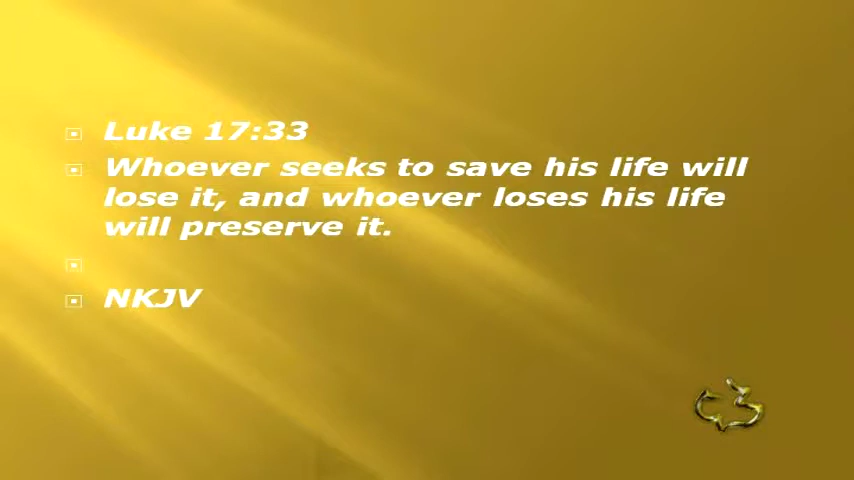 Luke 17:33
Whoever seeks to save his life will
lose it, and whoever loses his life
will preserve it.
NKJV